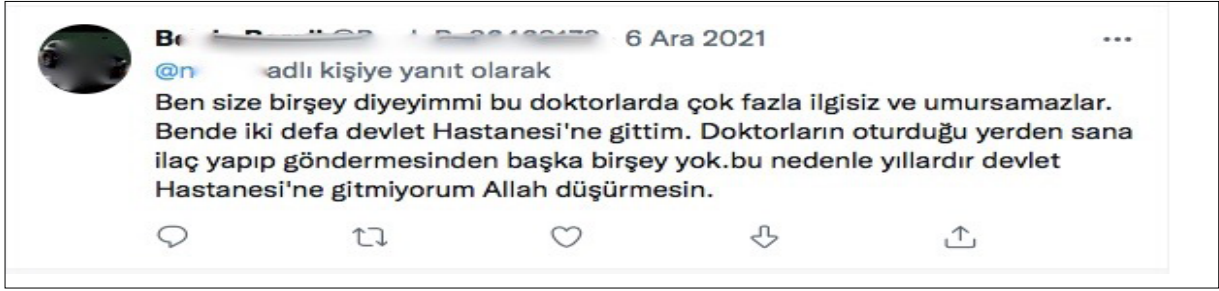 6 Ara 2021
adlı kişiye yanıt olarak
Ben size birşey diyeyimmi bu doktorlarda çok fazla ilgisiz ve umursamazlar.
Bende iki defa devlet Hastanesi'ne gittim. Doktorların oturduğu yerden sana
ilaç yapıp göndermesinden başka birşey yok.bu nedenle yıllardır devlet
Hastanesi'ne gitmiyorum Allah düşürmesin.